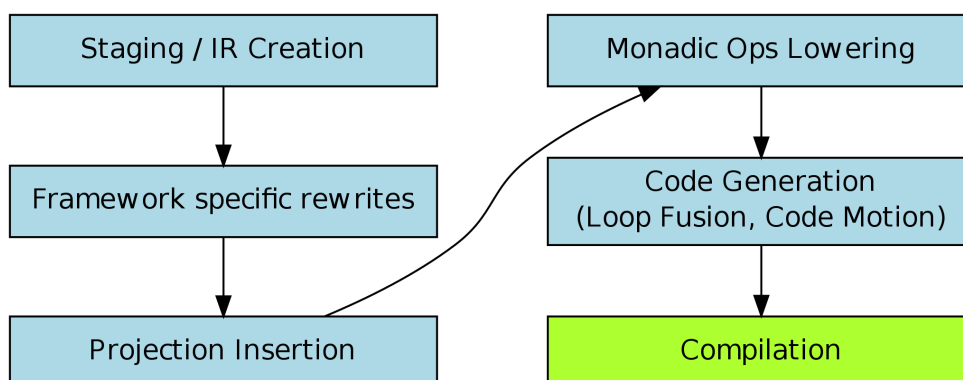 Staging / IR Creation
Framework specific rewrites
Projection Insertion
Monadic Ops Lowering
Code Generation
(Loop Fusion, Code Motion)
Compilation